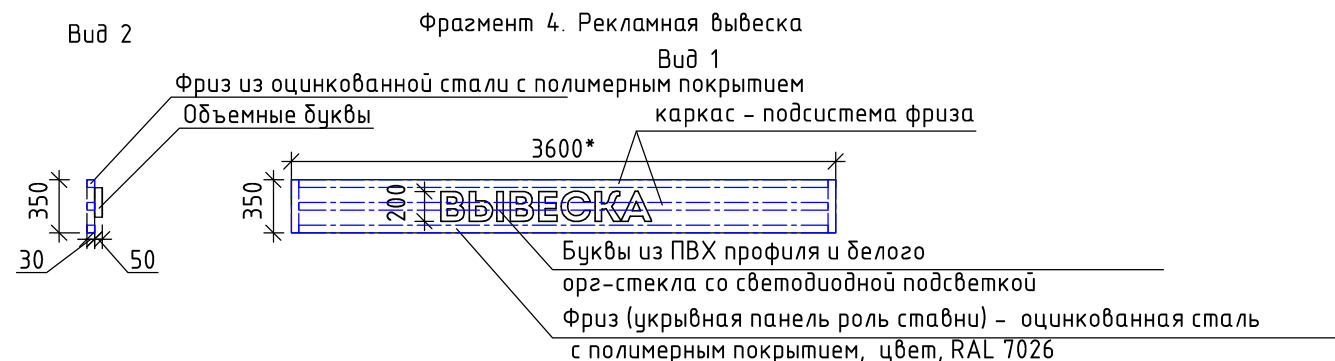 Фрагмент 4. Рекламная вывеска
Вид 2
Вид 1
Фриз из оцинкованной стали с полимерным покрытием
Объемные буквы
каркас - подсистема фриза
3600*
350
350
200
ВЫВЕСКА
30
50
Буквы из ПВХ профиля и белого
орг-стекла со светодиодной подсветкой
Фриз (укрывная панель роль ставни) - оцинкованная сталь
с полимерным покрытием, цвет, RAL 7026